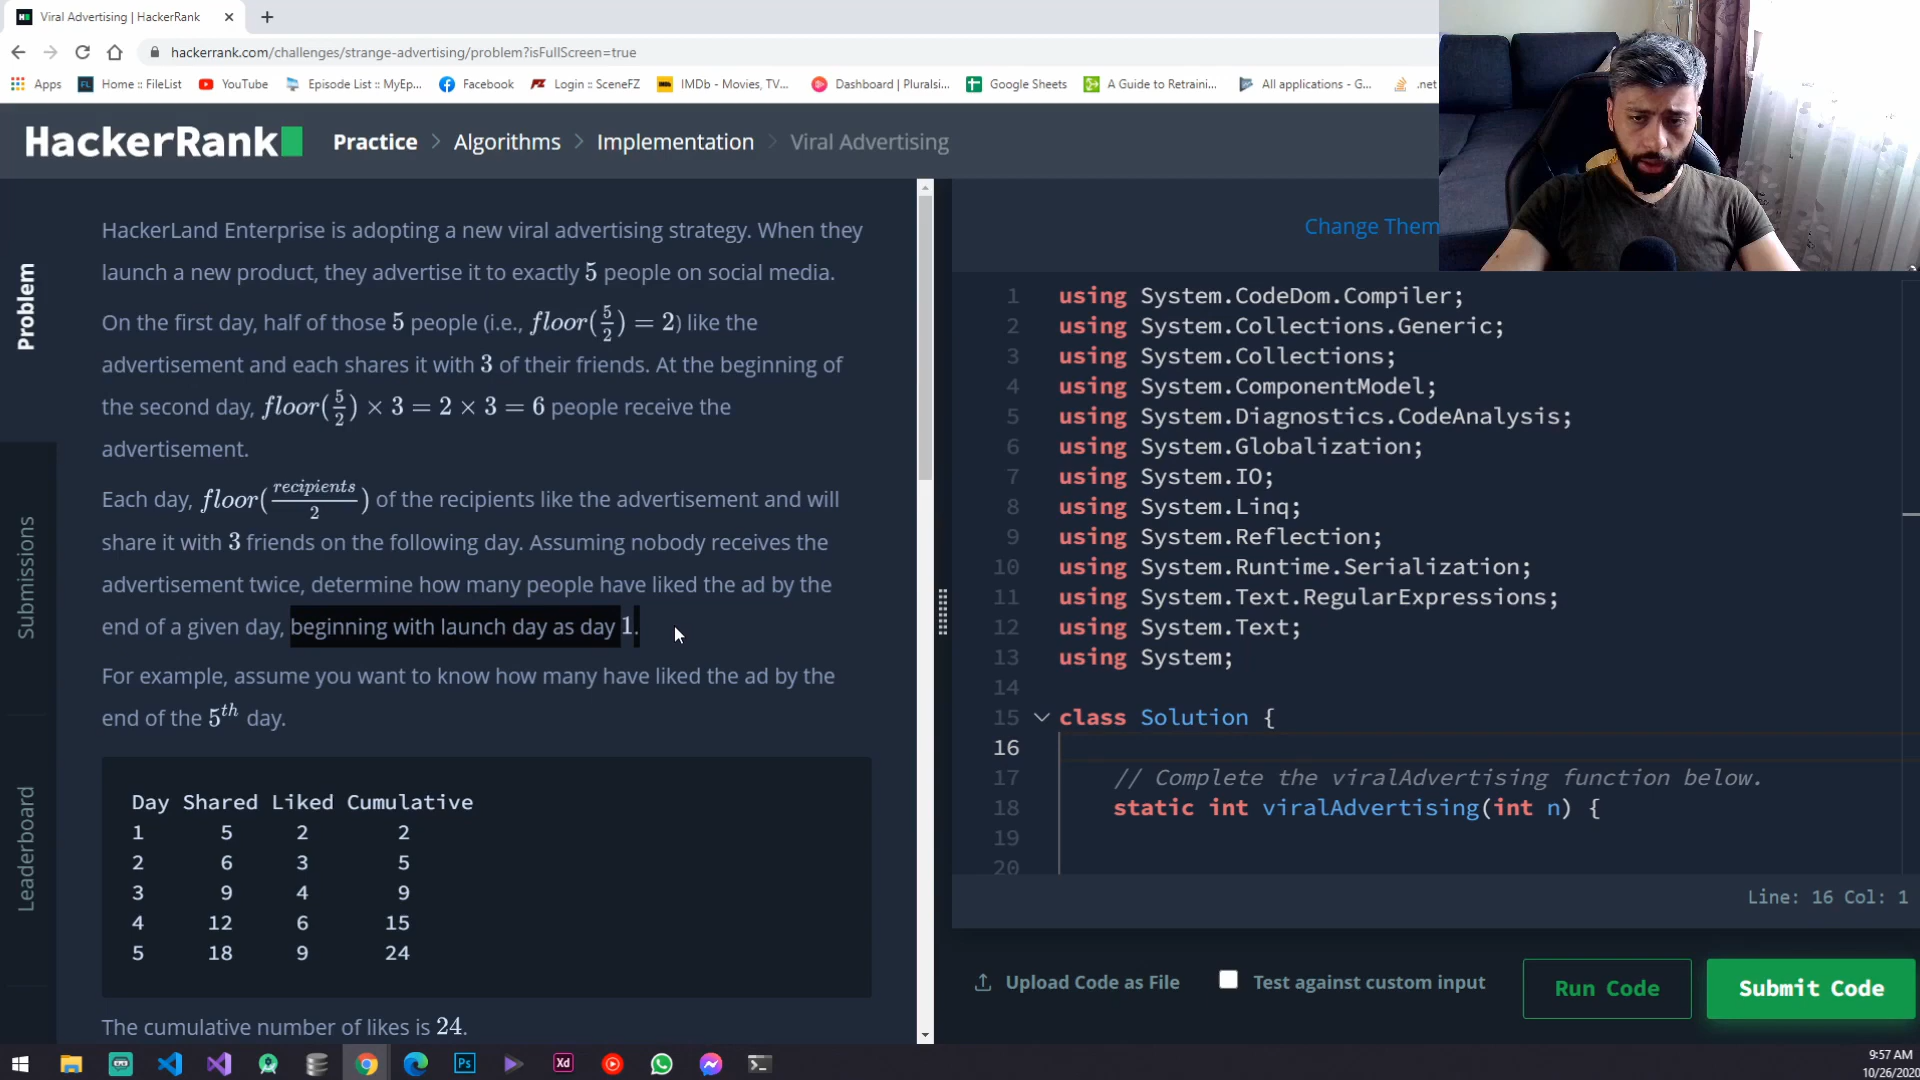 Viral Advertising | HackerRank
hackerrank.com/challenges/strange-advertising/problem?isFullScreen=true
Apps Home :: FileList YouTube Episode List :: MyEp... Facebook Login :: SceneFZ IMDb - Movies, TV... Dashboard | Pluralsi... Google Sheets A Guide to Retraini... All applications - G... .net
HackerRank Practice > Algorithms > Implementation > Viral Advertising
Problem
Submissions
Leaderboard
HackerLand Enterprise is adopting a new viral advertising strategy. When they
launch a new product, they advertise it to exactly 5 people on social media.
On the first day, half of those 5 people (i.e., floor(5/2) = 2) like the
advertisement and each shares it with 3 of their friends. At the beginning of
the second day, floor(5/2) × 3 = 2 × 3 = 6 people receive the
advertisement.
Each day, floor(recipients/2) of the recipients like the advertisement and will
share it with 3 friends on the following day. Assuming nobody receives the
advertisement twice, determine how many people have liked the ad by the
end of a given day, beginning with launch day as day 1.
For example, assume you want to know how many have liked the ad by the
end of the 5th day.
Day Shared Liked Cumulative
1 5 2 2
2 6 3 5
3 9 4 9
4 12 6 15
5 18 9 24
The cumulative number of likes is 24.
Change Them
1 using System.CodeDom.Compiler;
2 using System.Collections.Generic;
3 using System.Collections;
4 using System.ComponentModel;
5 using System.Diagnostics.CodeAnalysis;
6 using System.Globalization;
7 using System.IO;
8 using System.Linq;
9 using System.Reflection;
10 using System.Runtime.Serialization;
11 using System.Text.RegularExpressions;
12 using System.Text;
13 using System;
14
15 class Solution {
16
17 // Complete the viralAdvertising function below.
18 static int viralAdvertising(int n) {
19
20
Line: 16 Col: 1
Upload Code as File Test against custom input Run Code Submit Code
Ps Xd
9:57 AM
10/26/2020